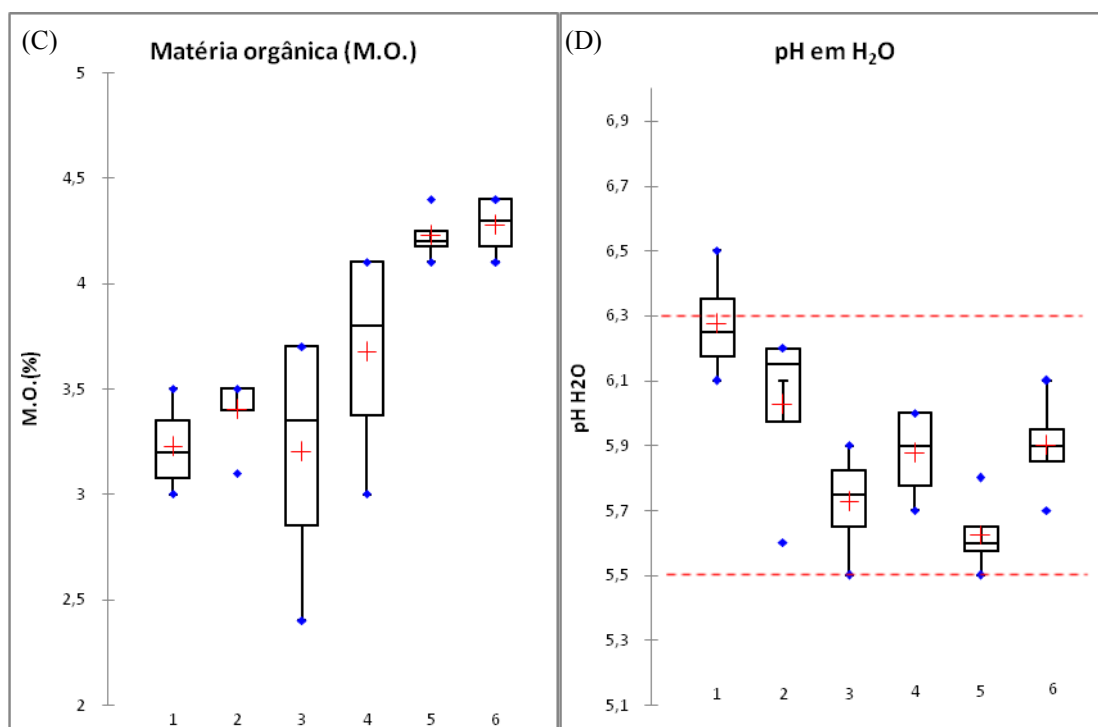 (C)
Matéria orgânica (M.O.)
M.O.(%)
5
4,5
4
3,5
3
2,5
2
1 2 3 4 5 6
(D)
pH em H₂O
pH H2O
6,9
6,7
6,5
6,3
6,1
5,9
5,7
5,5
5,3
5,1
1 2 3 4 5 6